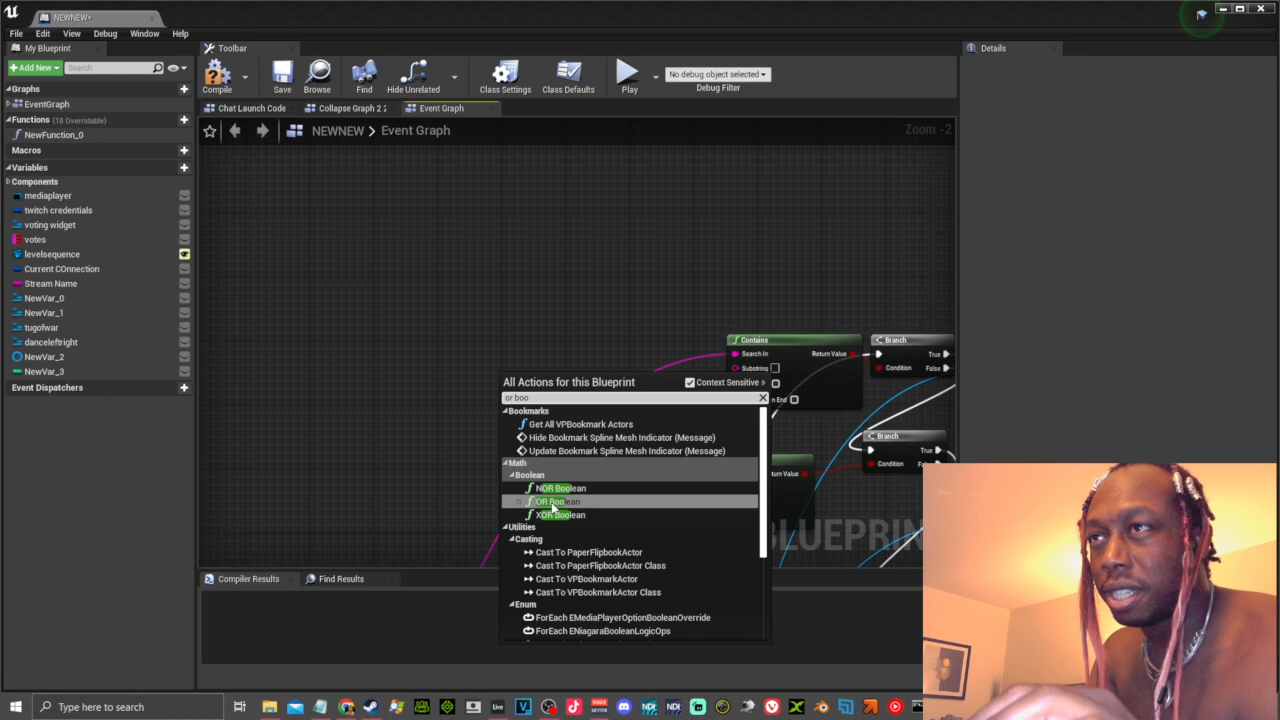 NEWNEW*
File Edit View Debug Window Help
My Blueprint
Toolbar
Details
Add New
Search
Compile
Save
Browse
Find
Hide Unrelated
Class Settings
Class Defaults
Play
No debug object selected
Debug Filter
Graphs
EventGraph
Functions (18 Overridable)
NewFunction_0
Macros
Variables
Components
mediaplayer
twitch credentials
voting widget
votes
levelsequence
Current COnnection
Stream Name
NewVar_0
NewVar_1
tugofwar
danceleftright
NewVar_2
NewVar_3
Event Dispatchers
Chat Launch Code
Collapse Graph 2 2
Event Graph
NEWNEW > Event Graph
Zoom -2
Contains
Search In
Return Value
Substring
Branch
True
Condition
False
Branch
True
Condition
All Actions for this Blueprint
Context Sensitive
or boo
Bookmarks
Get All VPBookmark Actors
Hide Bookmark Spline Mesh Indicator (Message)
Update Bookmark Spline Mesh Indicator (Message)
Math
Boolean
NOR Boolean
OR Boolean
XOR Boolean
Utilities
Casting
Cast To PaperFlipbookActor
Cast To PaperFlipbookActor Class
Cast To VPBookmarkActor
Cast To VPBookmarkActor Class
Enum
ForEach EMediaPlayerOptionBooleanOverride
ForEach ENiagaraBooleanLogicOps
Compiler Results
Find Results
Type here to search